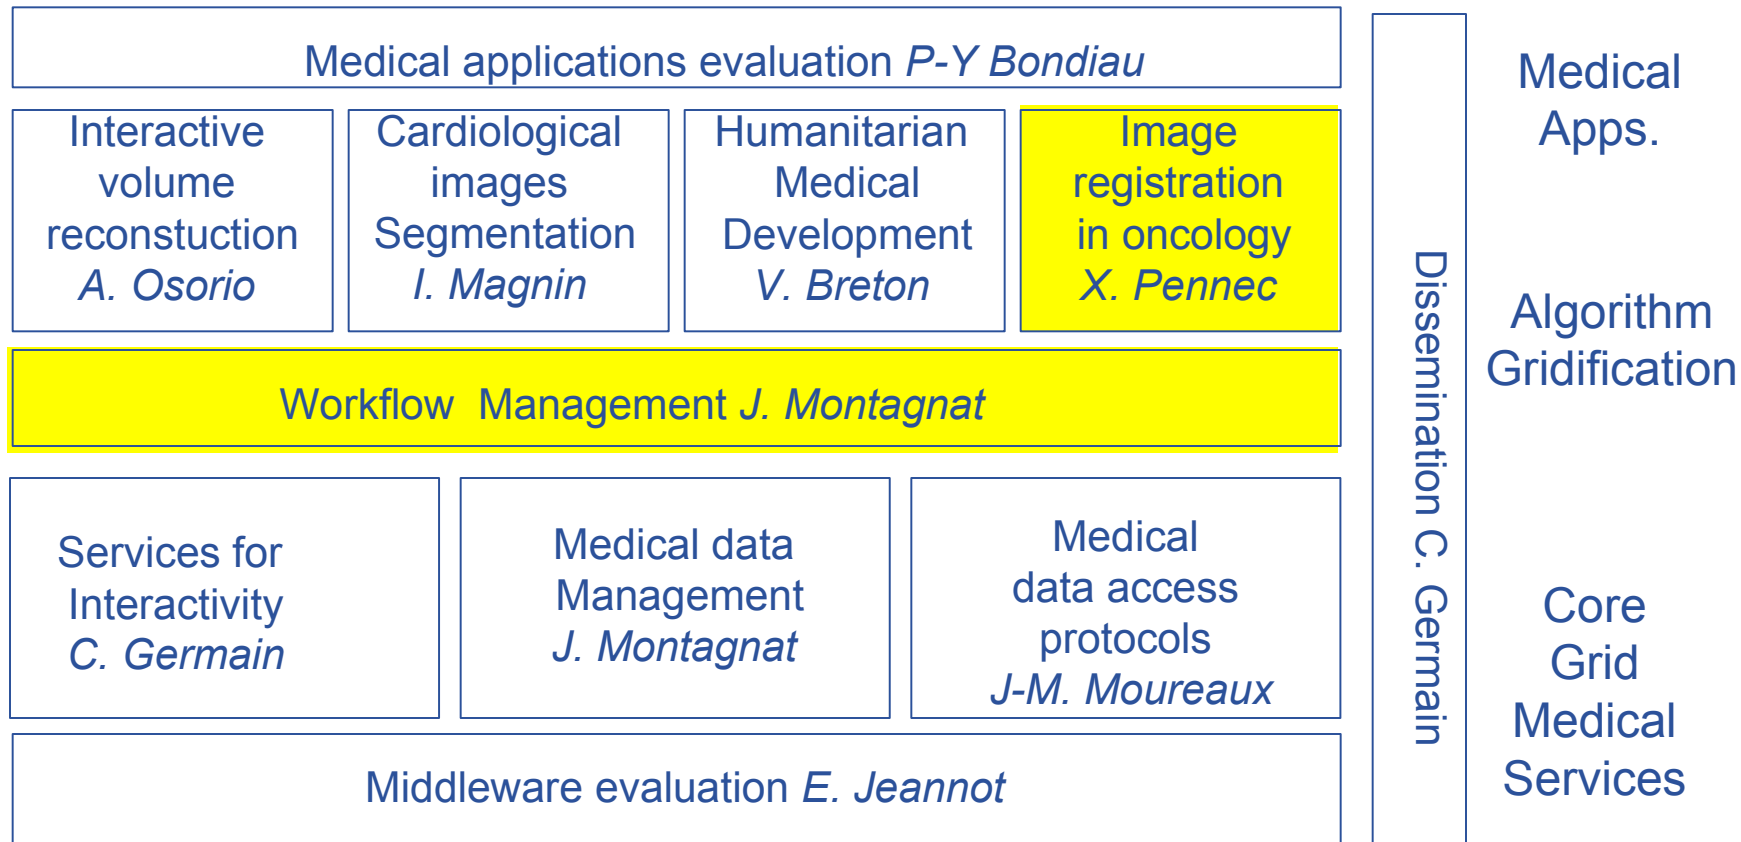 Medical applications evaluation P-Y Bondiau
Interactive
volume
reconstuction
A. Osorio
Cardiological
images
Segmentation
I. Magnin
Humanitarian
Medical
Development
V. Breton
Image
registration
in oncology
X. Pennec
Workflow Management J. Montagnat
Services for
Interactivity
C. Germain
Medical data
Management
J. Montagnat
Medical
data access
protocols
J-M. Moureaux
Middleware evaluation E. Jeannot
Dissemination C. Germain
Medical
Apps.
Algorithm
Gridification
Core
Grid
Medical
Services